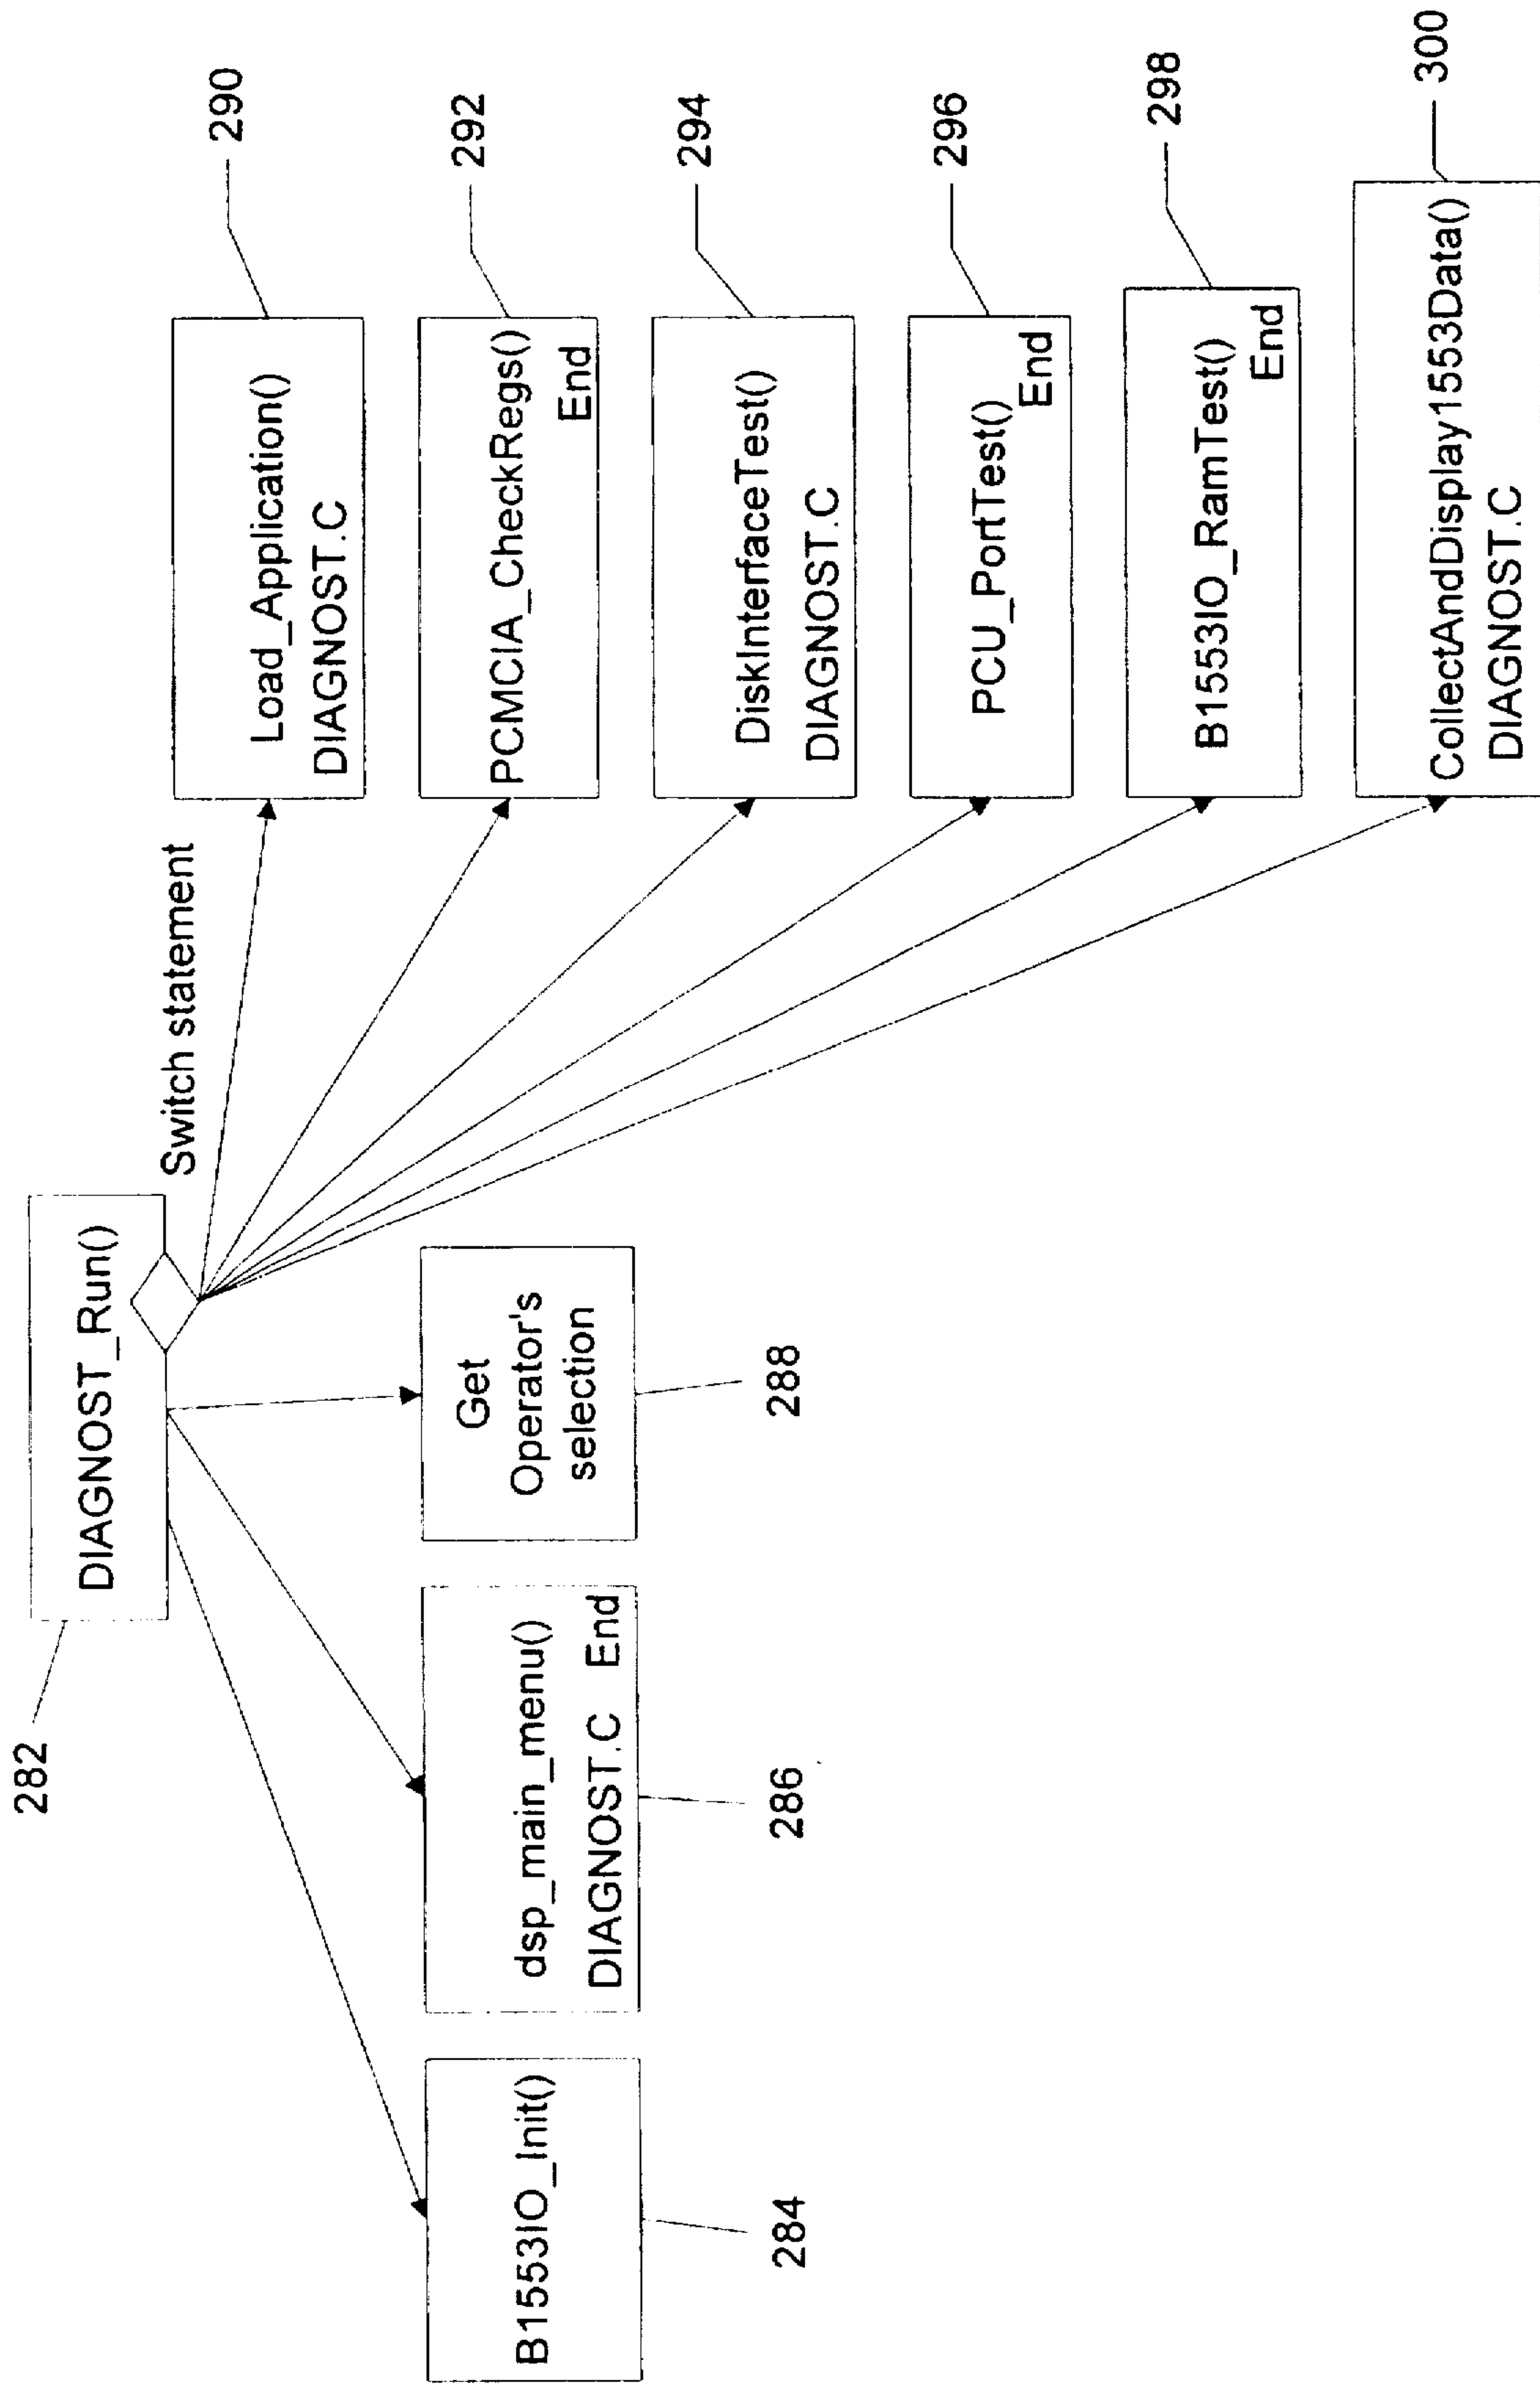 282
DIAGNOST_Run()
Switch statement
B1553IO_Init()
284
dsp_main_menu()
DIAGNOST.C End
286
Get
Operator's
selection
288
Load_Application()
DIAGNOST.C
290
PCMCIA_CheckRegs()
End
292
DiskInterfaceTest()
DIAGNOST.C
294
PCU_PortTest()
End
296
B1553IO_RamTest()
End
298
CollectAndDisplay1553Data()
DIAGNOST.C
300